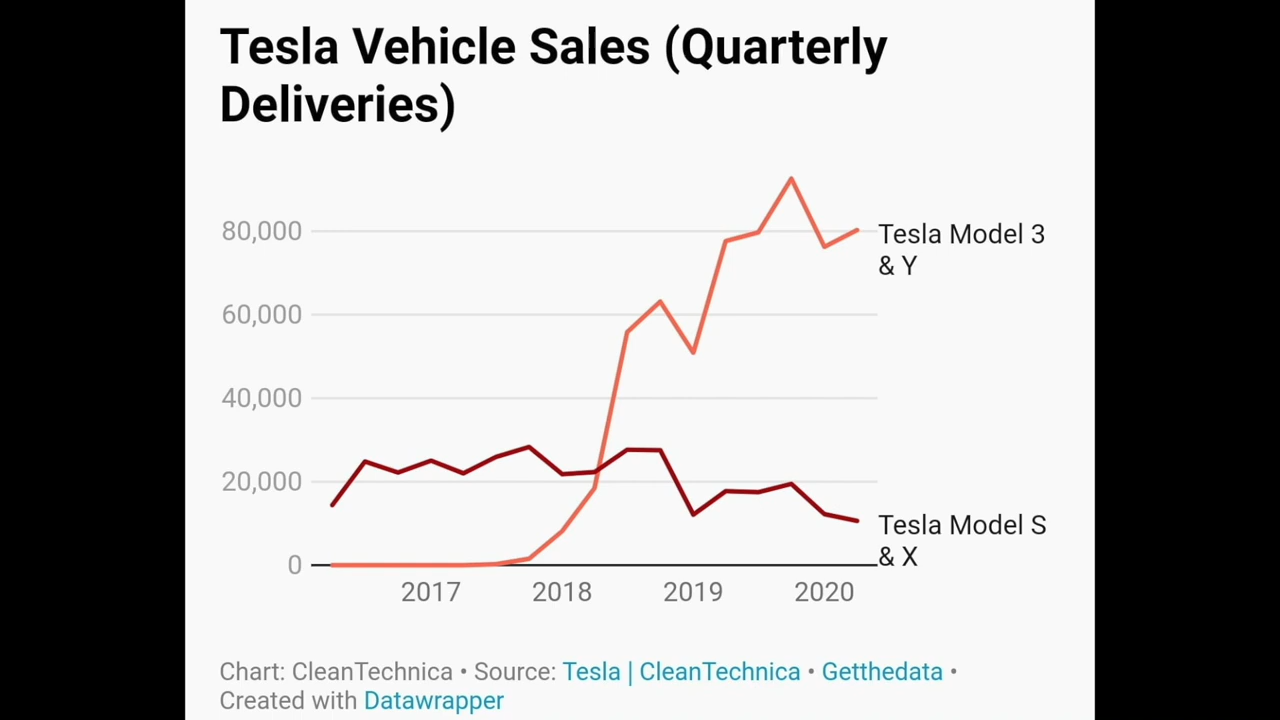 Tesla Vehicle Sales (Quarterly
Deliveries)
80,000
60,000
40,000
20,000
0
Tesla Model 3
& Y
Tesla Model S
& X
2017 2018 2019 2020
Chart: CleanTechnica • Source: Tesla | CleanTechnica • Getthedata •
Created with Datawrapper